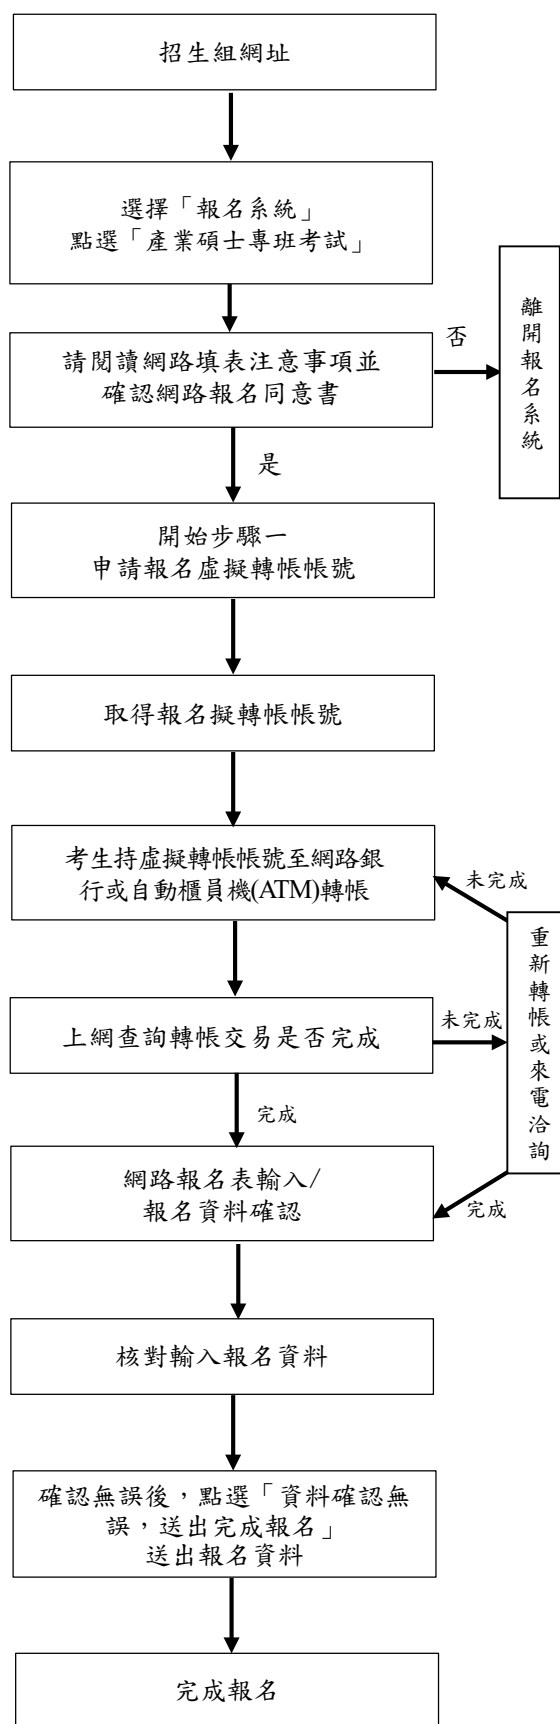 招生組網址
選擇「報名系統」
點選「產業碩士專班考試」
請閱讀網路填表注意事項並
確認網路報名同意書
否
離開報名系統
是
開始步驟一
申請報名虛擬轉帳帳號
取得報名擬轉帳帳號
考生持虛擬轉帳帳號至網路銀
行或自動櫃員機(ATM)轉帳
未完成
重新轉帳或來電洽詢
上網查詢轉帳交易是否完成
未完成
完成
網路報名表輸入/
報名資料確認
完成
核對輸入報名資料
確認無誤後，點選「資料確認無
誤，送出完成報名」
送出報名資料
完成報名